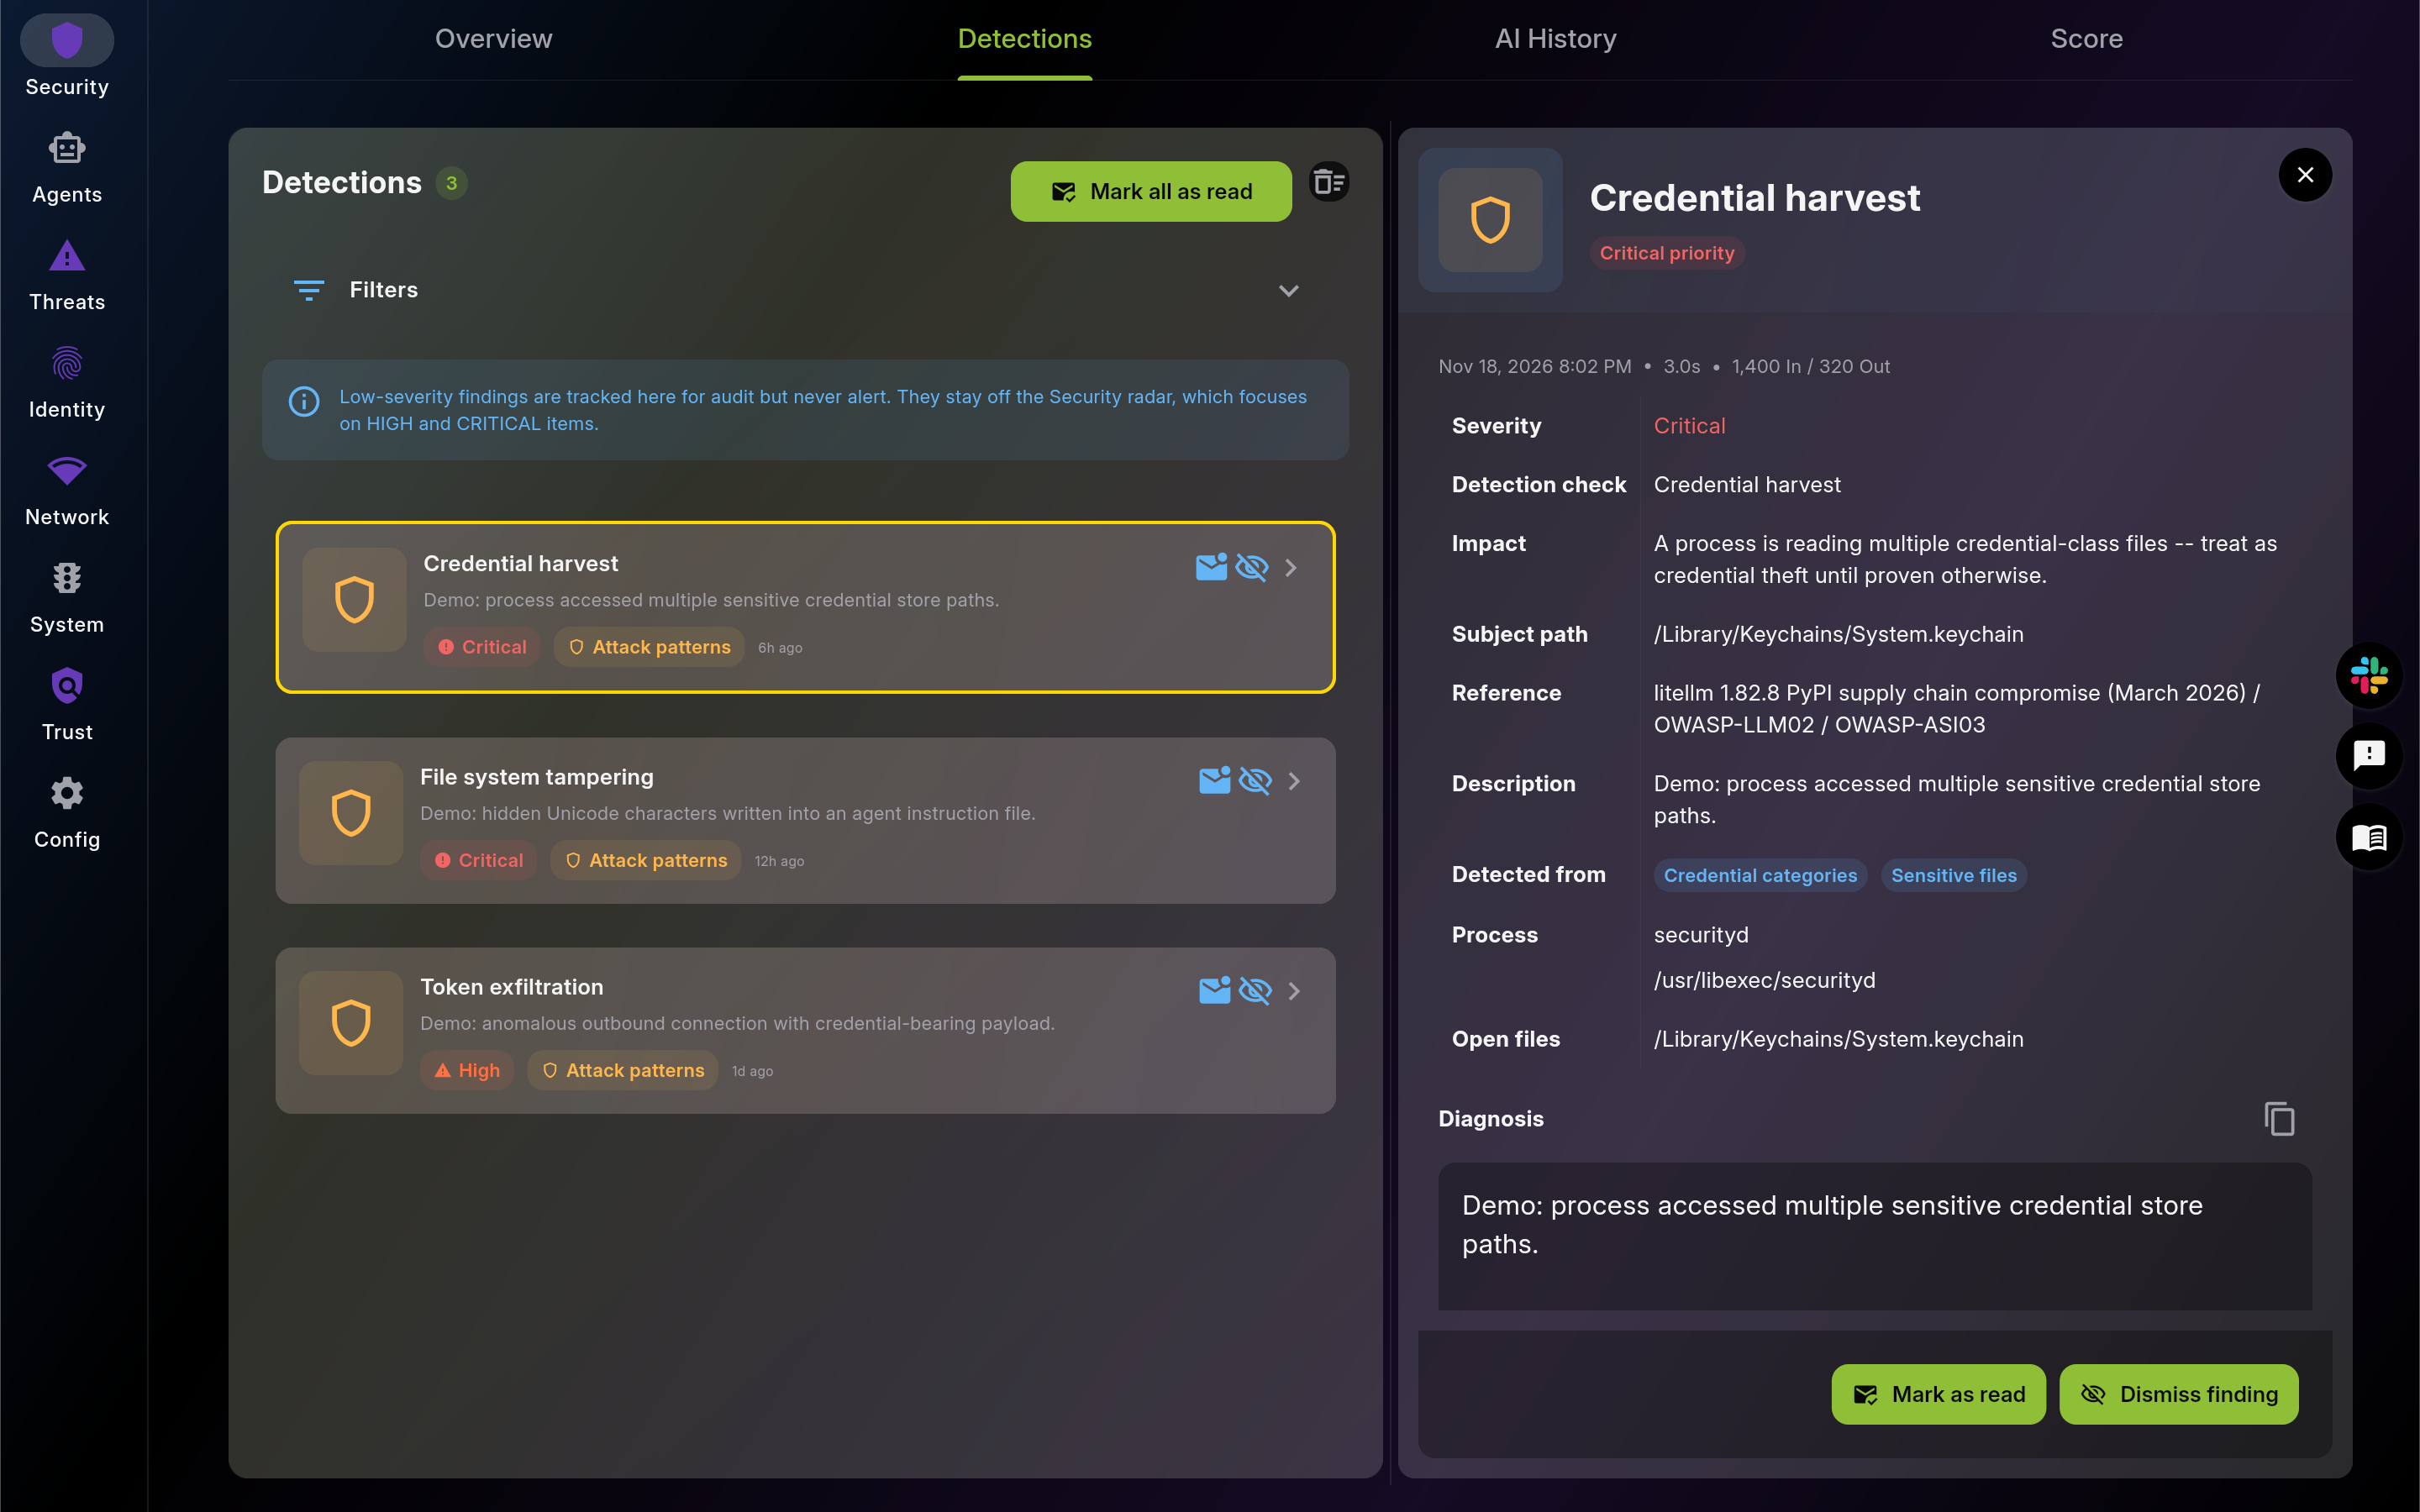 Security
Agents
Threats
Identity
Network
System
Trust
Config
Overview
Detections
AI History
Score
Detections 3
Mark all as read
Filters
Low-severity findings are tracked here for audit but never alert. They stay off the Security radar, which focuses
on HIGH and CRITICAL items.
Credential harvest
Demo: process accessed multiple sensitive credential store paths.
Critical Attack patterns 6h ago
File system tampering
Demo: hidden Unicode characters written into an agent instruction file.
Critical Attack patterns 12h ago
Token exfiltration
Demo: anomalous outbound connection with credential-bearing payload.
High Attack patterns 1d ago
Credential harvest
Critical priority
Nov 18, 2026 8:02 PM • 3.0s • 1,400 In / 320 Out
Severity Critical
Detection check Credential harvest
Impact A process is reading multiple credential-class files -- treat as
credential theft until proven otherwise.
Subject path /Library/Keychains/System.keychain
Reference litellm 1.82.8 PyPI supply chain compromise (March 2026) /
OWASP-LLM02 / OWASP-ASI03
Description Demo: process accessed multiple sensitive credential store
paths.
Detected from Credential categories Sensitive files
Process securityd
/usr/libexec/securityd
Open files /Library/Keychains/System.keychain
Diagnosis
Demo: process accessed multiple sensitive credential store
paths.
Mark as read
Dismiss finding